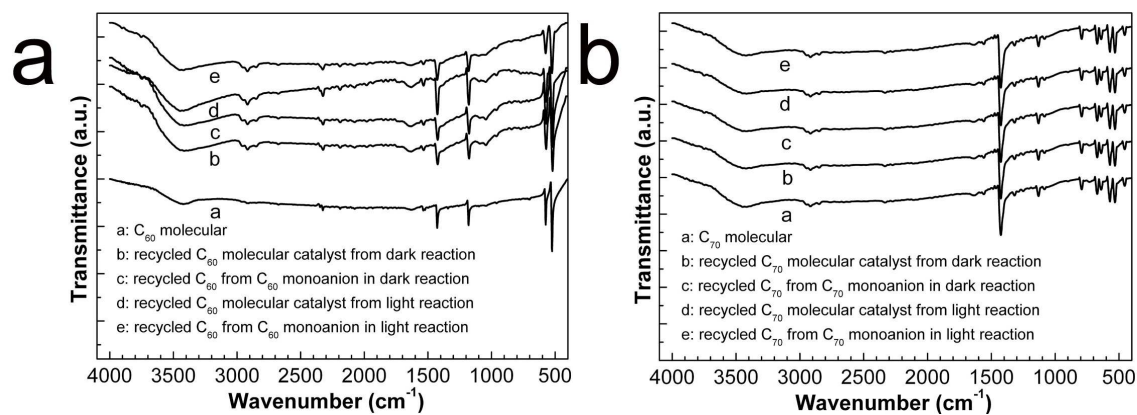 a
Transmittance (a.u.)
e
d
c
b
a
a: C60 molecular
b: recycled C60 molecular catalyst from dark reaction
c: recycled C60 from C60 monoanion in dark reaction
d: recycled C60 molecular catalyst from light reaction
e: recycled C60 from C60 monoanion in light reaction
4000 3500 3000 2500 2000 1500 1000 500
Wavenumber (cm-1)
b
Transmittance (a.u.)
e
d
c
b
a
a: C70 molecular
b: recycled C70 molecular catalyst from dark reaction
c: recycled C70 from C70 monoanion in dark reaction
d: recycled C70 molecular catalyst from light reaction
e: recycled C70 from C70 monoanion in light reaction
4000 3500 3000 2500 2000 1500 1000 500
Wavenumber (cm-1)